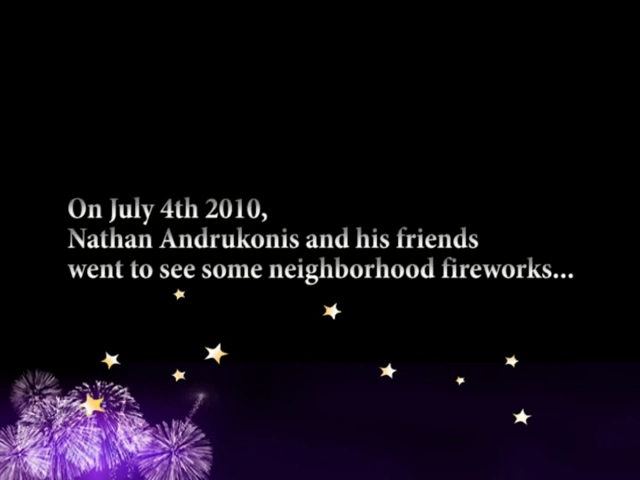 On July 4th 2010,
Nathan Andrukonis and his friends
went to see some neighborhood fireworks...